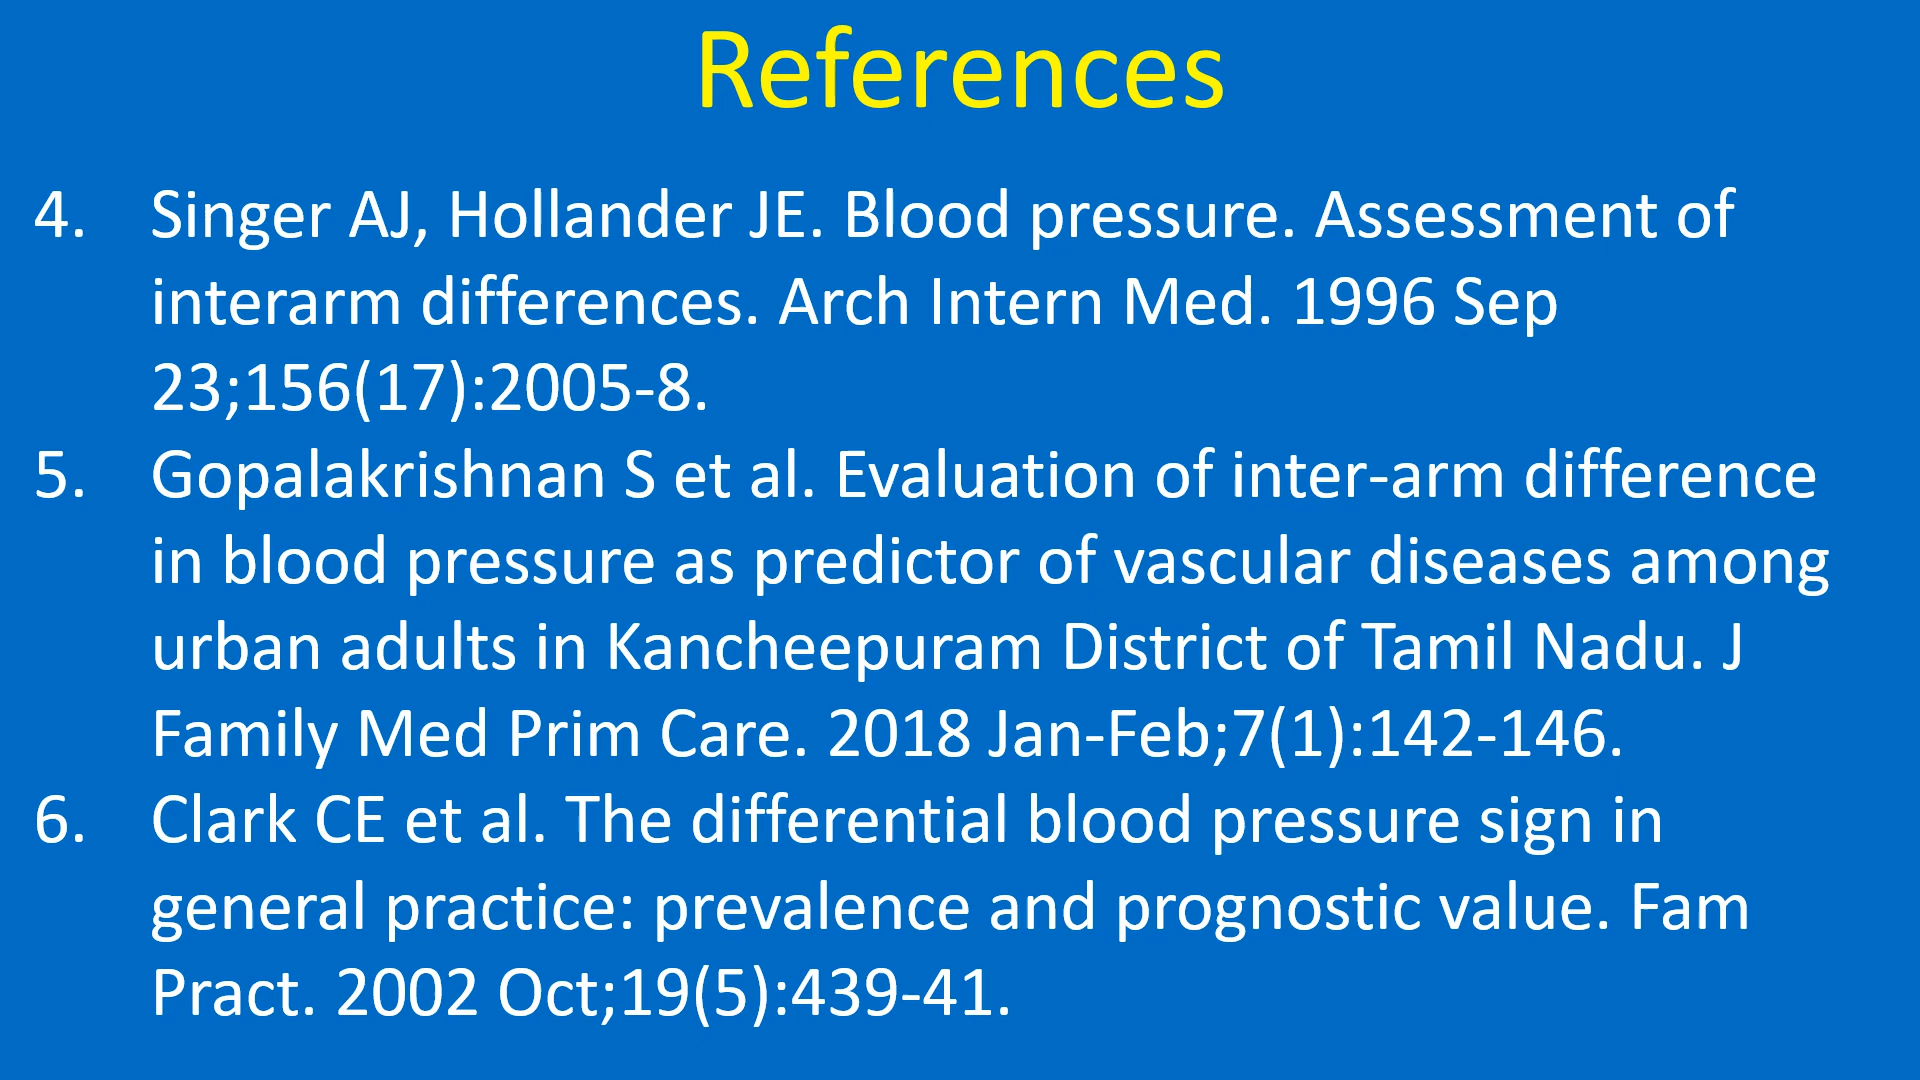 References
4. Singer AJ, Hollander JE. Blood pressure. Assessment of
interarm differences. Arch Intern Med. 1996 Sep
23;156(17):2005-8.
5. Gopalakrishnan S et al. Evaluation of inter-arm difference
in blood pressure as predictor of vascular diseases among
urban adults in Kancheepuram District of Tamil Nadu. J
Family Med Prim Care. 2018 Jan-Feb;7(1):142-146.
6. Clark CE et al. The differential blood pressure sign in
general practice: prevalence and prognostic value. Fam
Pract. 2002 Oct;19(5):439-41.